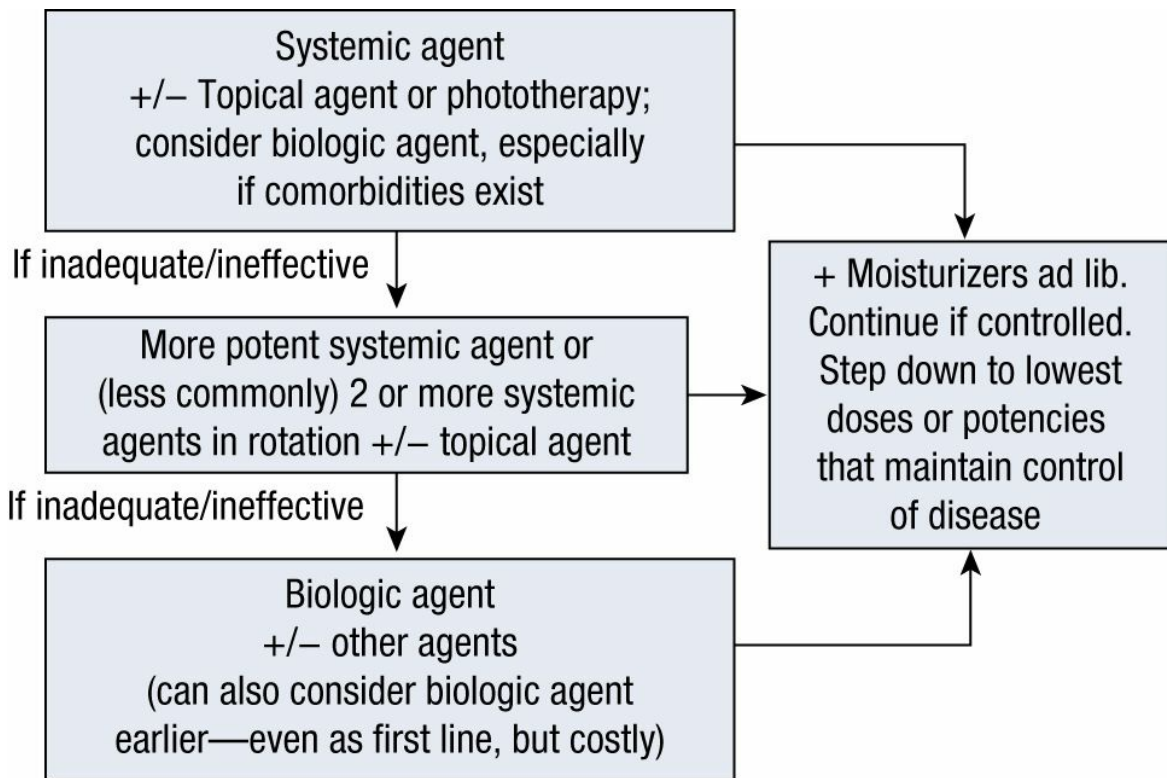 Systemic agent
+/− Topical agent or phototherapy;
consider biologic agent, especially
if comorbidities exist
If inadequate/ineffective
More potent systemic agent or
(less commonly) 2 or more systemic
agents in rotation +/− topical agent
If inadequate/ineffective
Biologic agent
+/− other agents
(can also consider biologic agent
earlier—even as first line, but costly)
+ Moisturizers ad lib.
Continue if controlled.
Step down to lowest
doses or potencies
that maintain control
of disease